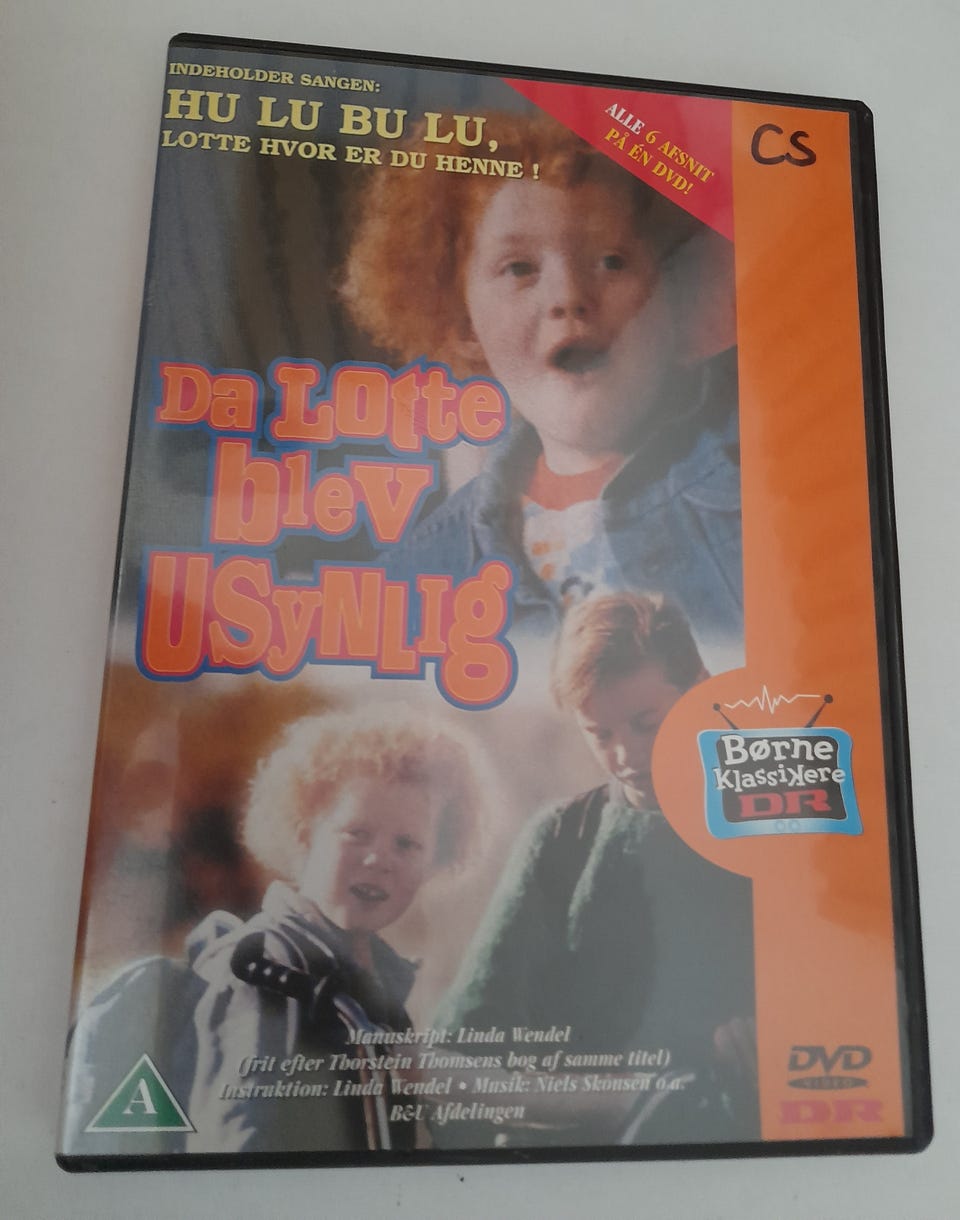 INDEHOLDER SANGEN:
HU LU BU LU,
LOTTE HVOR ER DU HENNE !
ALLE 6 AFSNIT
PÅ ÉN DVD!
CS
Da Lotte
blev
USyNLIg
Børne
Klassikere
DR
Manuskript: Linda Wendel
(frit efter Thorstein Thomsens bog af samme titel)
Instruktion: Linda Wendel • Musik: Niels Skousen o.a.
B&U Afdelingen
A
DVD
VIDEO
DR